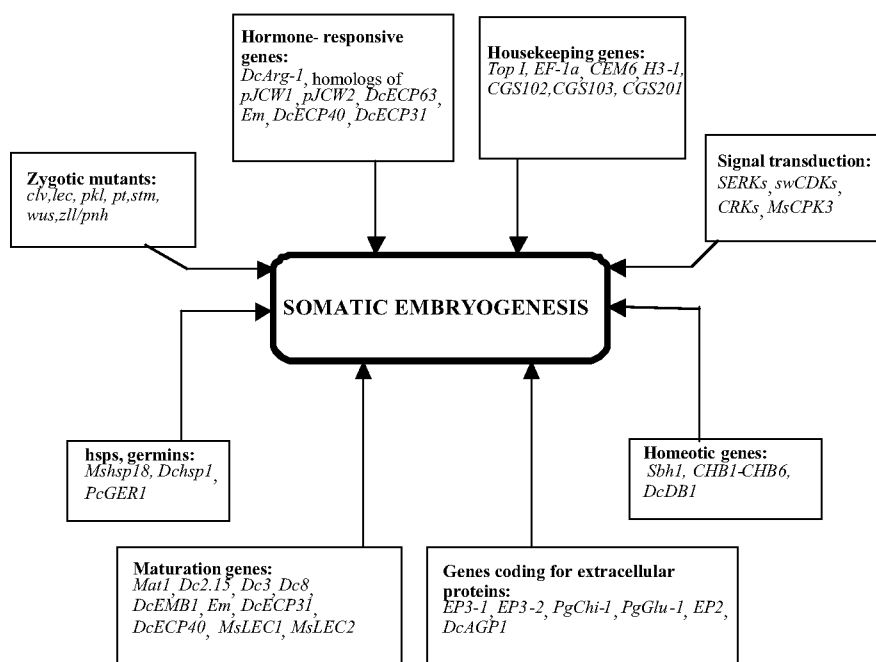 Hormone- responsive
genes:
DcArg-1, homologs of
pJCW1, pJCW2, DcECP63,
Em, DcECP40, DcECP31
Housekeeping genes:
Top I, EF-1a, CEM6, H3-1,
CGS102,CGS103, CGS201
Signal transduction:
SERKs, swCDKs,
CRKs, MsCPK3
Zygotic mutants:
clv,lec, pkl, pt,stm,
wus,zll/pnh
SOMATIC EMBRYOGENESIS
hsps, germins:
Mshsp18, Dchsp1,
PcGER1
Homeotic genes:
Sbh1, CHB1-CHB6,
DcDB1
Maturation genes:
Mat1, Dc2.15, Dc3, Dc8,
DcEMB1, Em, DcECP31,
DcECP40, MsLEC1, MsLEC2
Genes coding for extracellular
proteins:
EP3-1, EP3-2, PgChi-1, PgGlu-1, EP2,
DcAGP1